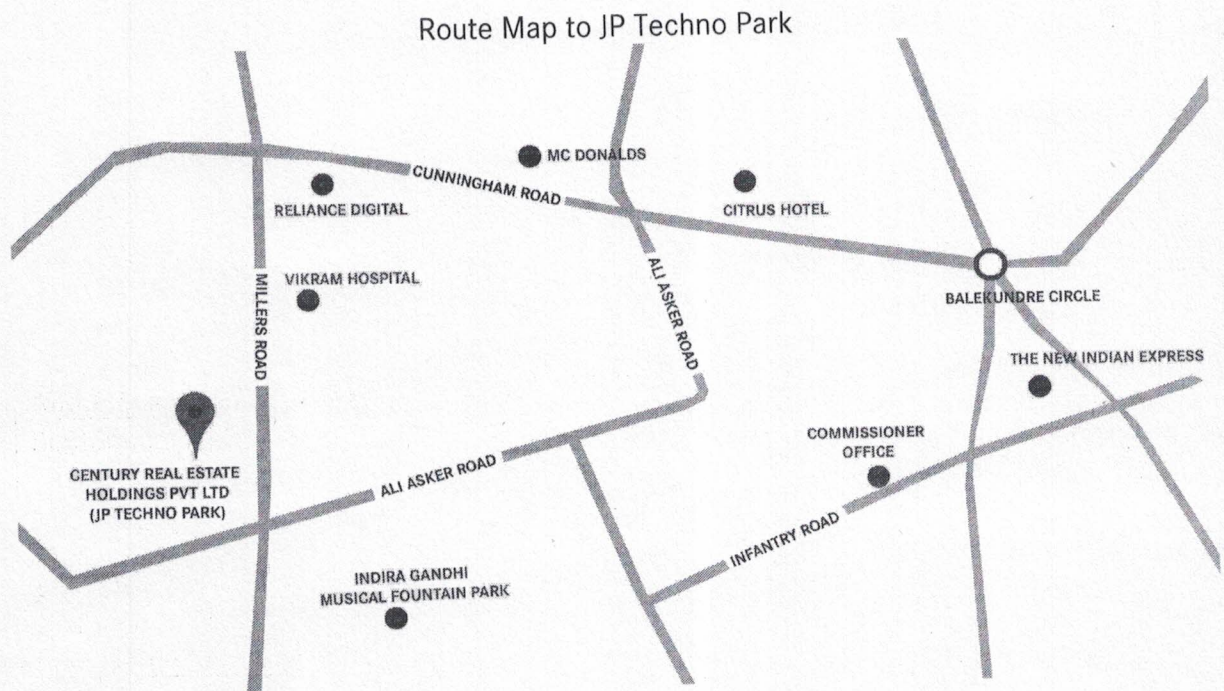 Route Map to JP Techno Park
MC DONALDS
CUNNINGHAM ROAD
RELIANCE DIGITAL
CITRUS HOTEL
VIKRAM HOSPITAL
MILLERS ROAD
ALI ASKER ROAD
BALEKUNDRE CIRCLE
THE NEW INDIAN EXPRESS
COMMISSIONER
OFFICE
CENTURY REAL ESTATE
HOLDINGS PVT LTD
(JP TECHNO PARK)
ALI ASKER ROAD
INFANTRY ROAD
INDIRA GANDHI
MUSICAL FOUNTAIN PARK